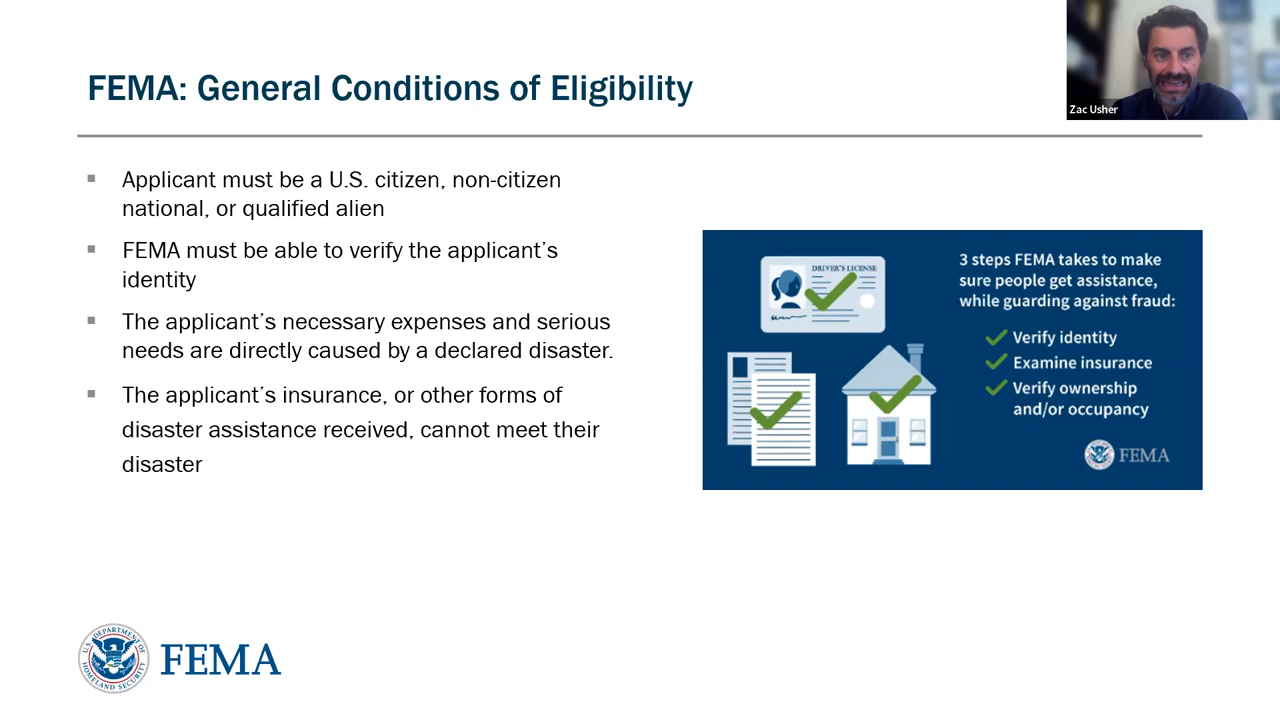 FEMA: General Conditions of Eligibility
Zac Usher
▪ Applicant must be a U.S. citizen, non-citizen
national, or qualified alien
▪ FEMA must be able to verify the applicant’s
identity
▪ The applicant’s necessary expenses and serious
needs are directly caused by a declared disaster.
▪ The applicant’s insurance, or other forms of
disaster assistance received, cannot meet their
disaster
DRIVER'S LICENSE
3 steps FEMA takes to make
sure people get assistance,
while guarding against fraud:
Verify identity
Examine insurance
Verify ownership
and/or occupancy
FEMA
U.S. DEPARTMENT OF
HOMELAND SECURITY
FEMA